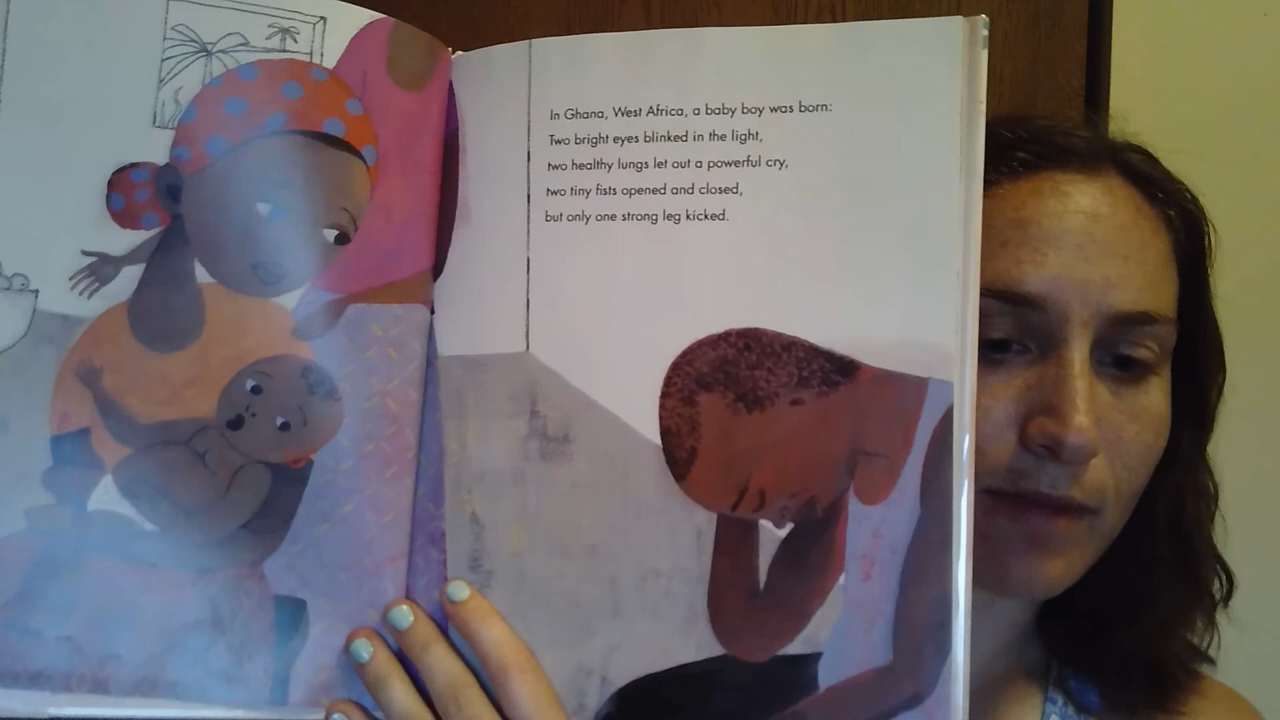 In Ghana, West Africa, a baby boy was born:
Two bright eyes blinked in the light,
two healthy lungs let out a powerful cry,
two tiny fists opened and closed,
but only one strong leg kicked.